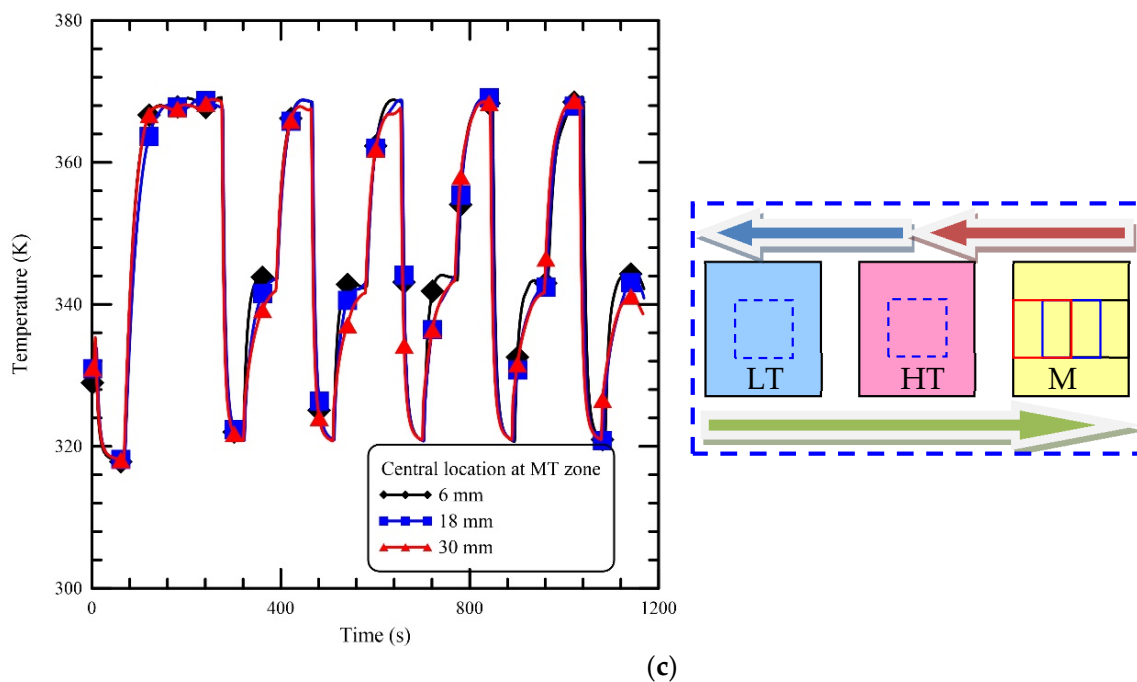 380
360
340
320
300
Temperature (K)
0
400
800
1200
Time (s)
Central location at MT zone
6 mm
18 mm
30 mm
LT
HT
M
(c)